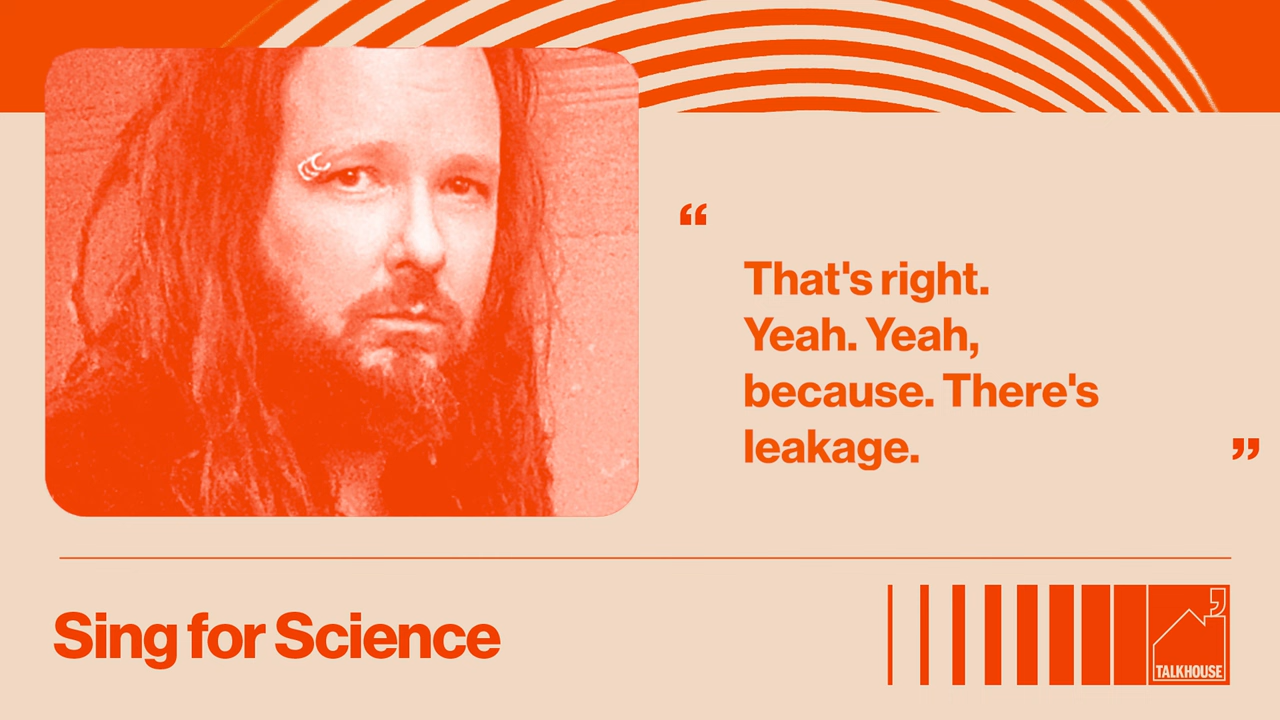 “
That's right.
Yeah. Yeah,
because. There's
leakage.
”
Sing for Science
TALKHOUSE